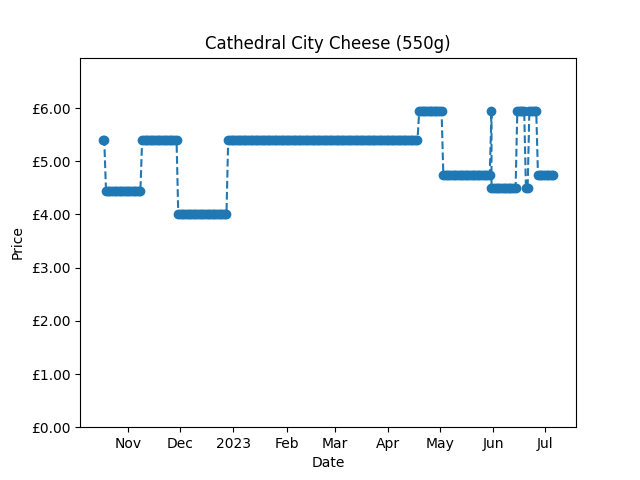 Cathedral City Cheese (550g)
£6.00
£5.00
£4.00
£3.00
£2.00
£1.00
£0.00
Price
Nov Dec 2023 Feb Mar Apr May Jun Jul
Date